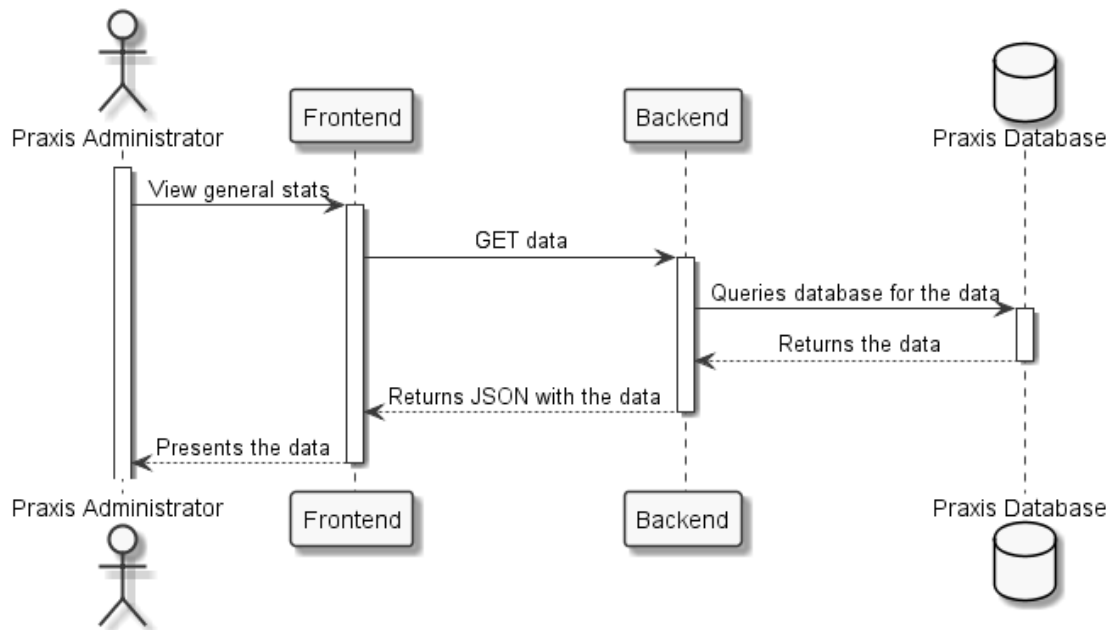 Praxis Administrator
Frontend
Backend
Praxis Database
View general stats
GET data
Queries database for the data
Returns the data
Returns JSON with the data
Presents the data
Praxis Administrator
Frontend
Backend
Praxis Database